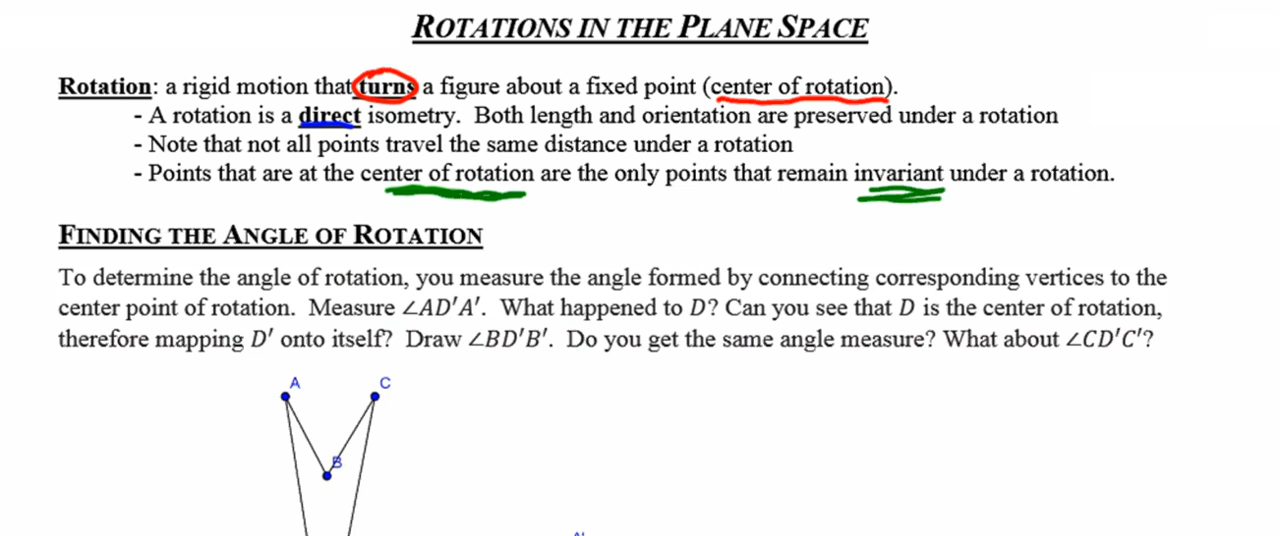 ROTATIONS IN THE PLANE SPACE
Rotation: a rigid motion that turns a figure about a fixed point (center of rotation).
- A rotation is a direct isometry. Both length and orientation are preserved under a rotation
- Note that not all points travel the same distance under a rotation
- Points that are at the center of rotation are the only points that remain invariant under a rotation.
FINDING THE ANGLE OF ROTATION
To determine the angle of rotation, you measure the angle formed by connecting corresponding vertices to the
center point of rotation. Measure ∠AD′A′. What happened to D? Can you see that D is the center of rotation,
therefore mapping D′ onto itself? Draw ∠BD′B′. Do you get the same angle measure? What about ∠CD′C′?
A C
B